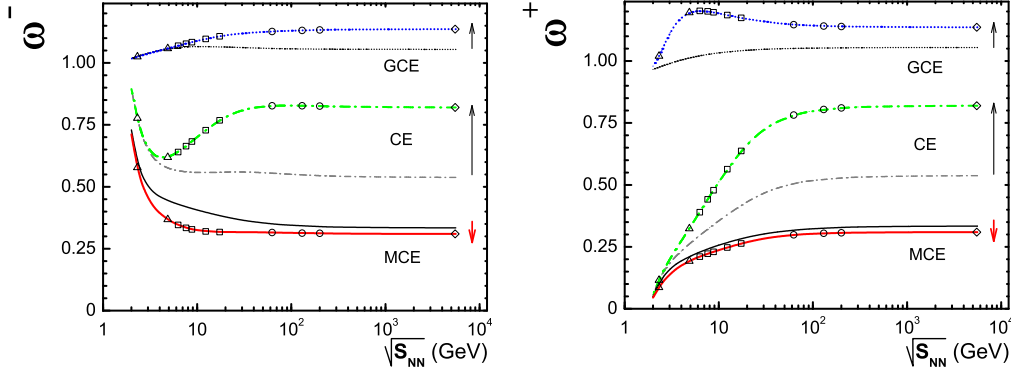 ω⁻
1.00
0.75
0.50
0.25
0
GCE
CE
MCE
1 10 10² 10³ 10⁴
√S_NN (GeV)
ω⁺
1.00
0.75
0.50
0.25
0
GCE
CE
MCE
1 10 10² 10³ 10⁴
√S_NN (GeV)